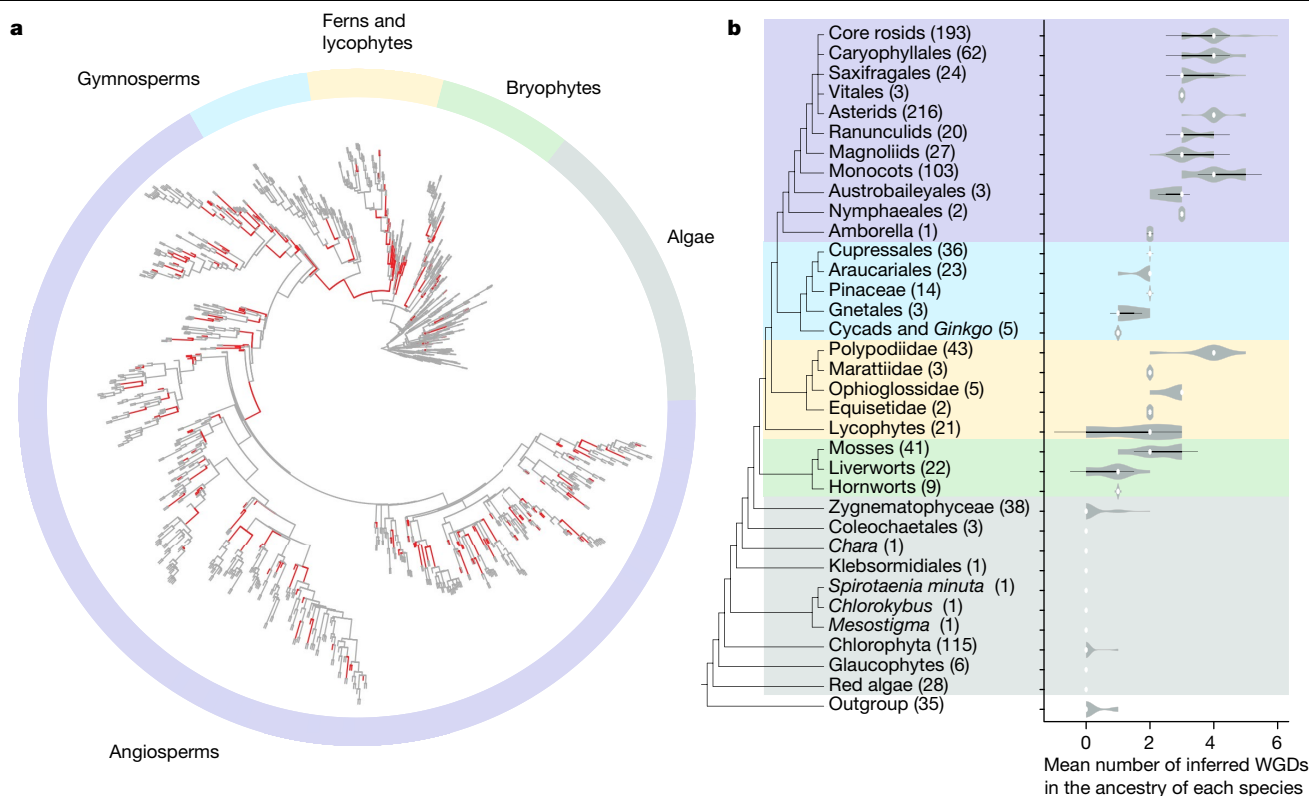 a
Ferns and
lycophytes
Gymnosperms
Bryophytes
Algae
Angiosperms
b
Core rosids (193)
Caryophyllales (62)
Saxifragales (24)
Vitales (3)
Asterids (216)
Ranunculids (20)
Magnoliids (27)
Monocots (103)
Austrobaileyales (3)
Nymphaeales (2)
Amborella (1)
Cupressales (36)
Araucariales (23)
Pinaceae (14)
Gnetales (3)
Cycads and Ginkgo (5)
Polypodiidae (43)
Marattiidae (3)
Ophioglossidae (5)
Equisetidae (2)
Lycophytes (21)
Mosses (41)
Liverworts (22)
Hornworts (9)
Zygnematophyceae (38)
Coleochaetales (3)
Chara (1)
Klebsormidiales (1)
Spirotaenia minuta (1)
Chlorokybus (1)
Mesostigma (1)
Chlorophyta (115)
Glaucophytes (6)
Red algae (28)
Outgroup (35)
0 2 4 6
Mean number of inferred WGDs
in the ancestry of each species